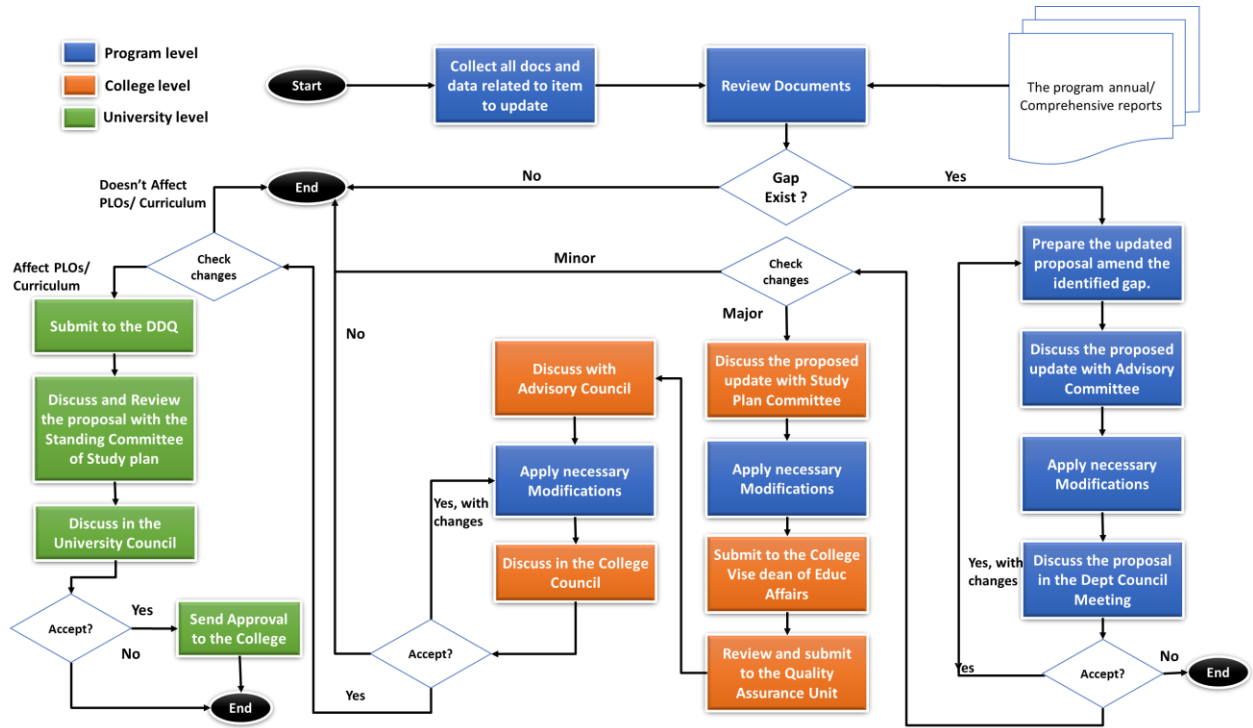 Program level
College level
University level
Start
Collect all docs and
data related to item
to update
Review Documents
The program annual/
Comprehensive reports
Doesn't Affect
PLOs/ Curriculum
End
No
Gap
Exist ?
Yes
Check
changes
Affect PLOs/
Curriculum
Minor
Check
changes
Major
No
Prepare the updated
proposal amend the
identified gap.
Submit to the DDQ
Discuss with
Advisory Council
Discuss the proposed
update with Study
Plan Committee
Discuss the proposed
update with Advisory
Committee
Discuss and Review
the proposal with the
Standing Committee
of Study plan
Apply necessary
Modifications
Apply necessary
Modifications
Apply necessary
Modifications
Yes, with
changes
Discuss in the
University Council
Discuss in the College
Council
Submit to the College
Vise dean of Educ
Affairs
Yes, with
changes
Discuss the proposal
in the Dept Council
Meeting
Accept?
Yes
No
Send Approval
to the College
End
Accept?
Yes
Review and submit
to the Quality
Assurance Unit
Yes
Accept?
No
End